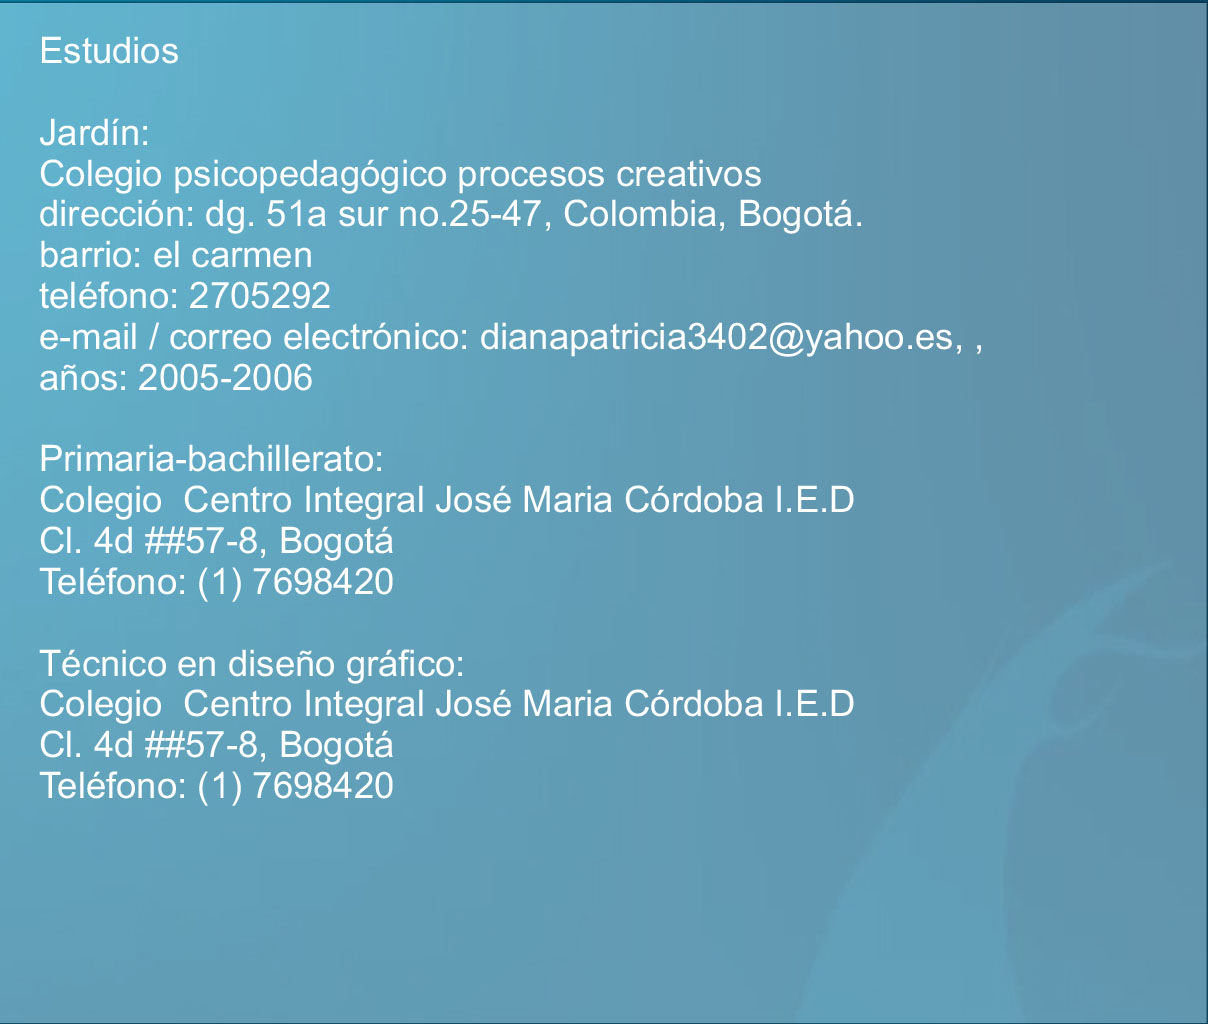 Estudios
Jardín:
Colegio psicopedagógico procesos creativos
dirección: dg. 51a sur no.25-47, Colombia, Bogotá.
barrio: el carmen
teléfono: 2705292
e-mail / correo electrónico: dianapatricia3402@yahoo.es, ,
años: 2005-2006
Primaria-bachillerato:
Colegio  Centro Integral José Maria Córdoba I.E.D
Cl. 4d ##57-8, Bogotá
Teléfono: (1) 7698420
Técnico en diseño gráfico:
Colegio  Centro Integral José Maria Córdoba I.E.D
Cl. 4d ##57-8, Bogotá
Teléfono: (1) 7698420